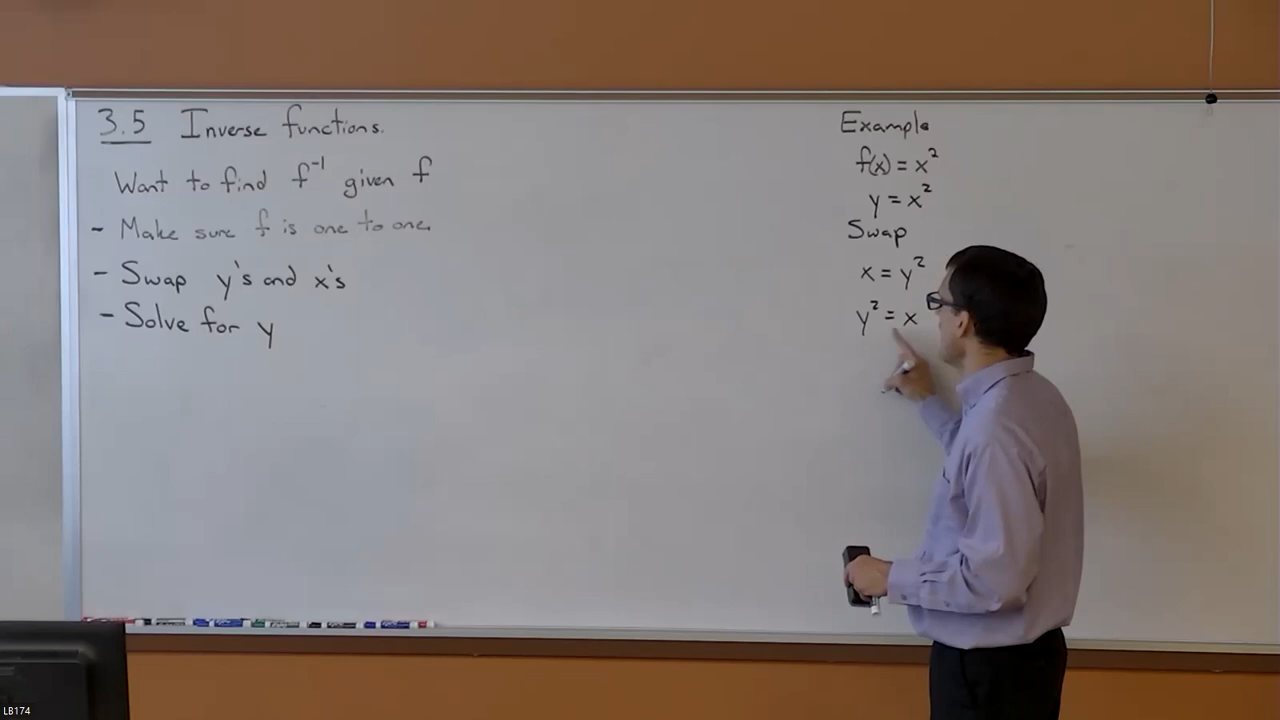 3.5 Inverse functions.
Want to find f⁻¹ given f
- Make sure f is one to one.
- Swap y's and x's
- Solve for y
Example
f(x) = x²
y = x²
Swap
x = y²
y² = x
LB174